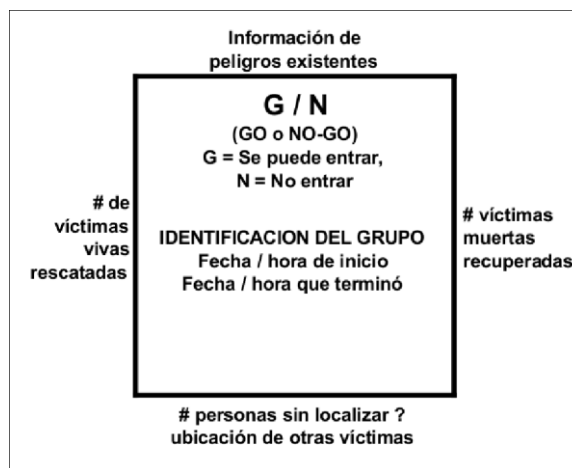 Información de
peligros existentes
G / N
(GO o NO-GO)
G = Se puede entrar,
N = No entrar
# de
víctimas
vivas
rescatadas
IDENTIFICACION DEL GRUPO
Fecha / hora de inicio
Fecha / hora que terminó
# víctimas
muertas
recuperadas
# personas sin localizar ?
ubicación de otras víctimas